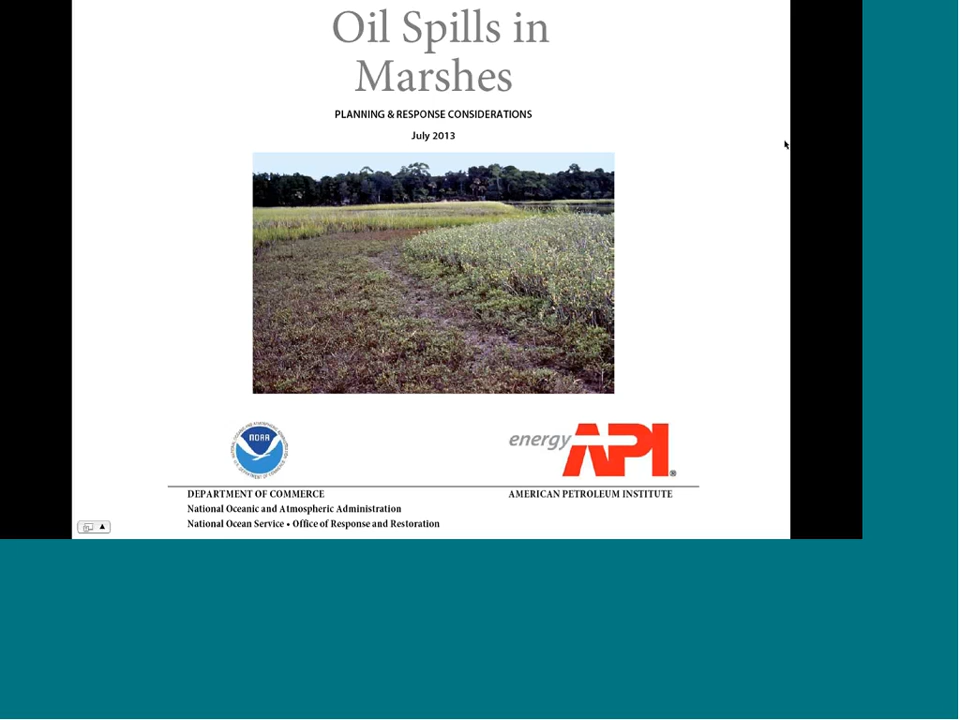 Oil Spills in
Marshes
PLANNING & RESPONSE CONSIDERATIONS
July 2013
NOAA
energy API®
DEPARTMENT OF COMMERCE
AMERICAN PETROLEUM INSTITUTE
National Oceanic and Atmospheric Administration
National Ocean Service • Office of Response and Restoration